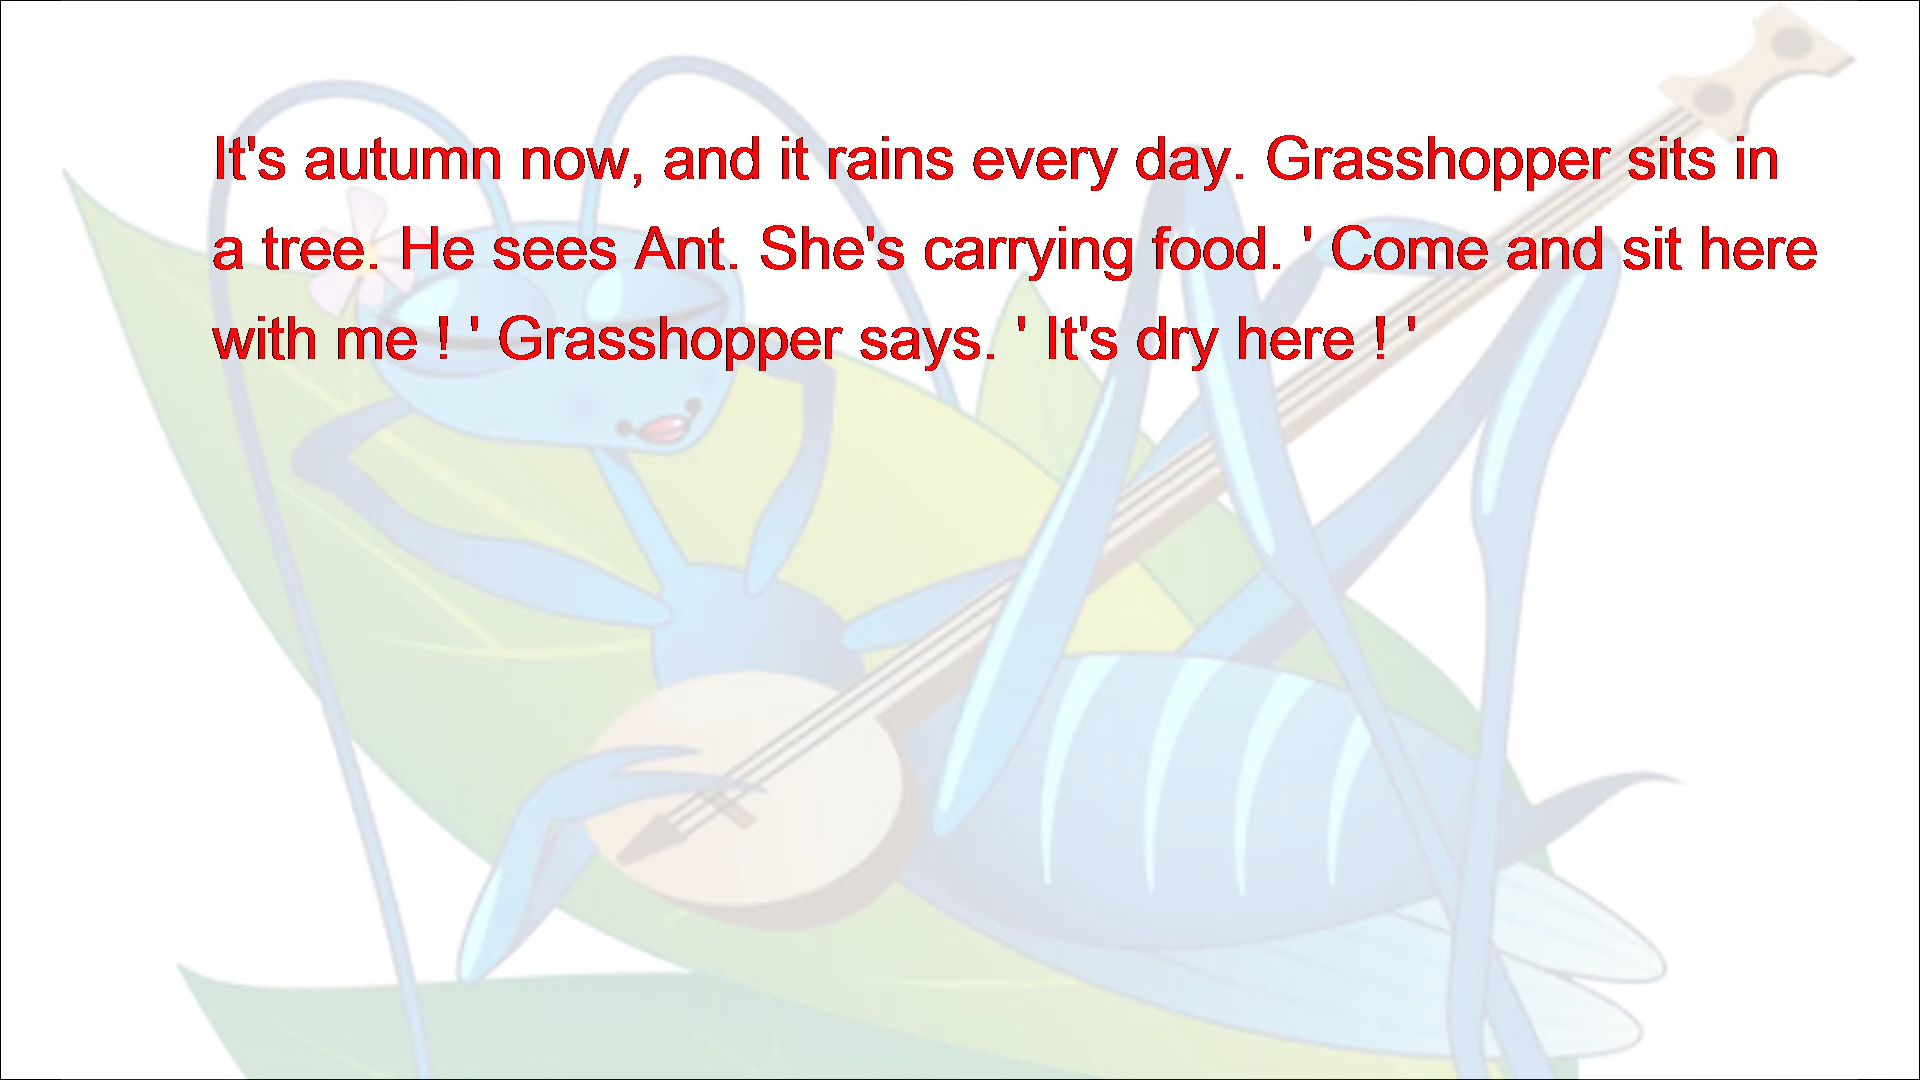 It's autumn now, and it rains every day. Grasshopper sits in
a tree. He sees Ant. She's carrying food. ' Come and sit here
with me ! ' Grasshopper says. ' It's dry here ! '